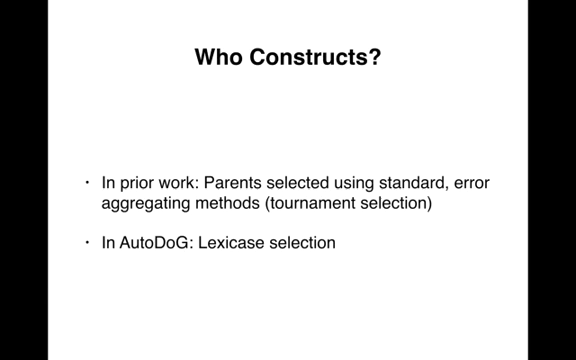 Who Constructs?
• In prior work: Parents selected using standard, error
aggregating methods (tournament selection)
• In AutoDoG: Lexicase selection